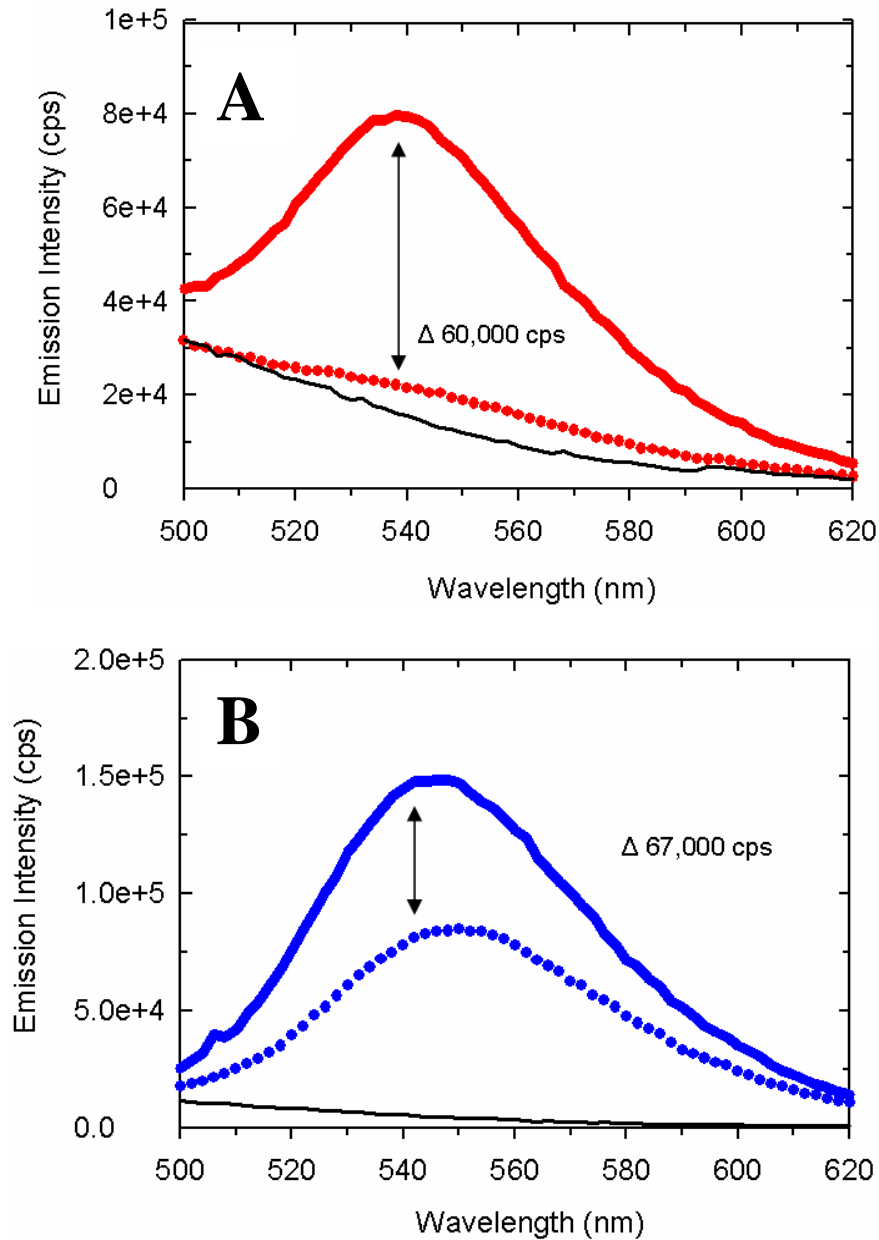 A
1e+5
8e+4
6e+4
4e+4
2e+4
0
Emission Intensity (cps)
Δ 60,000 cps
500 520 540 560 580 600 620
Wavelength (nm)
B
2.0e+5
1.5e+5
1.0e+5
5.0e+4
0.0
Emission Intensity (cps)
Δ 67,000 cps
500 520 540 560 580 600 620
Wavelength (nm)